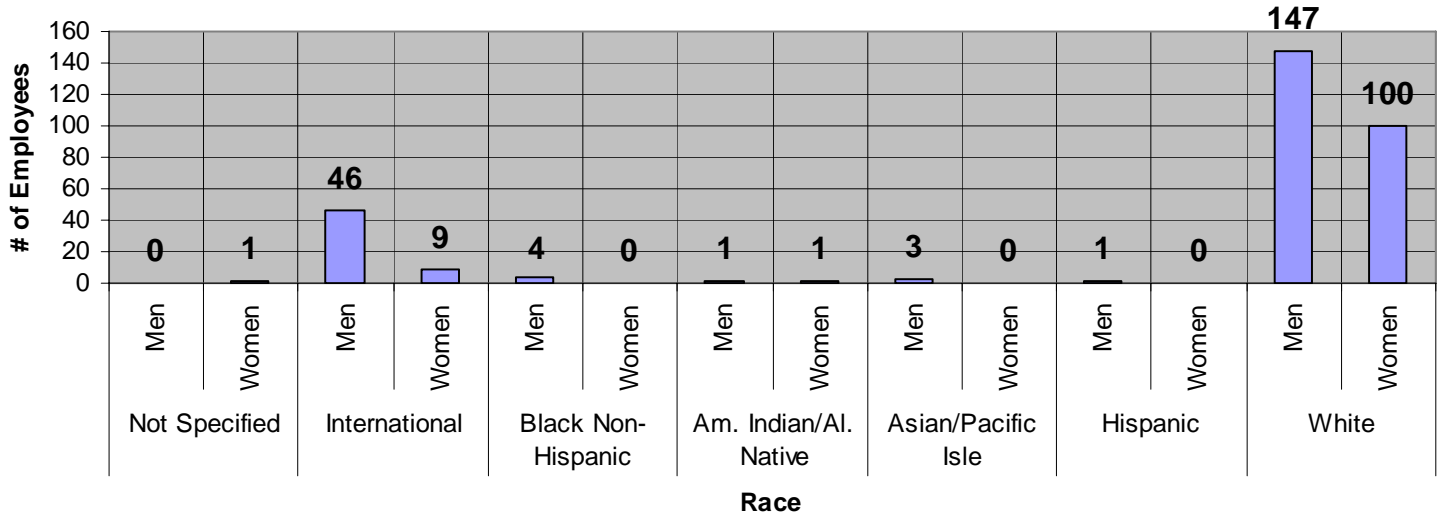 147
160
140
120
100
100
80
60
40
20
0
# of Employees
0
1
46
9
4
0
1
1
3
0
1
0
Men
Women
Men
Women
Men
Women
Men
Women
Men
Women
Men
Women
Men
Women
Not Specified
International
Black Non-
Hispanic
Am. Indian/Al.
Native
Asian/Pacific
Isle
Hispanic
White
Race